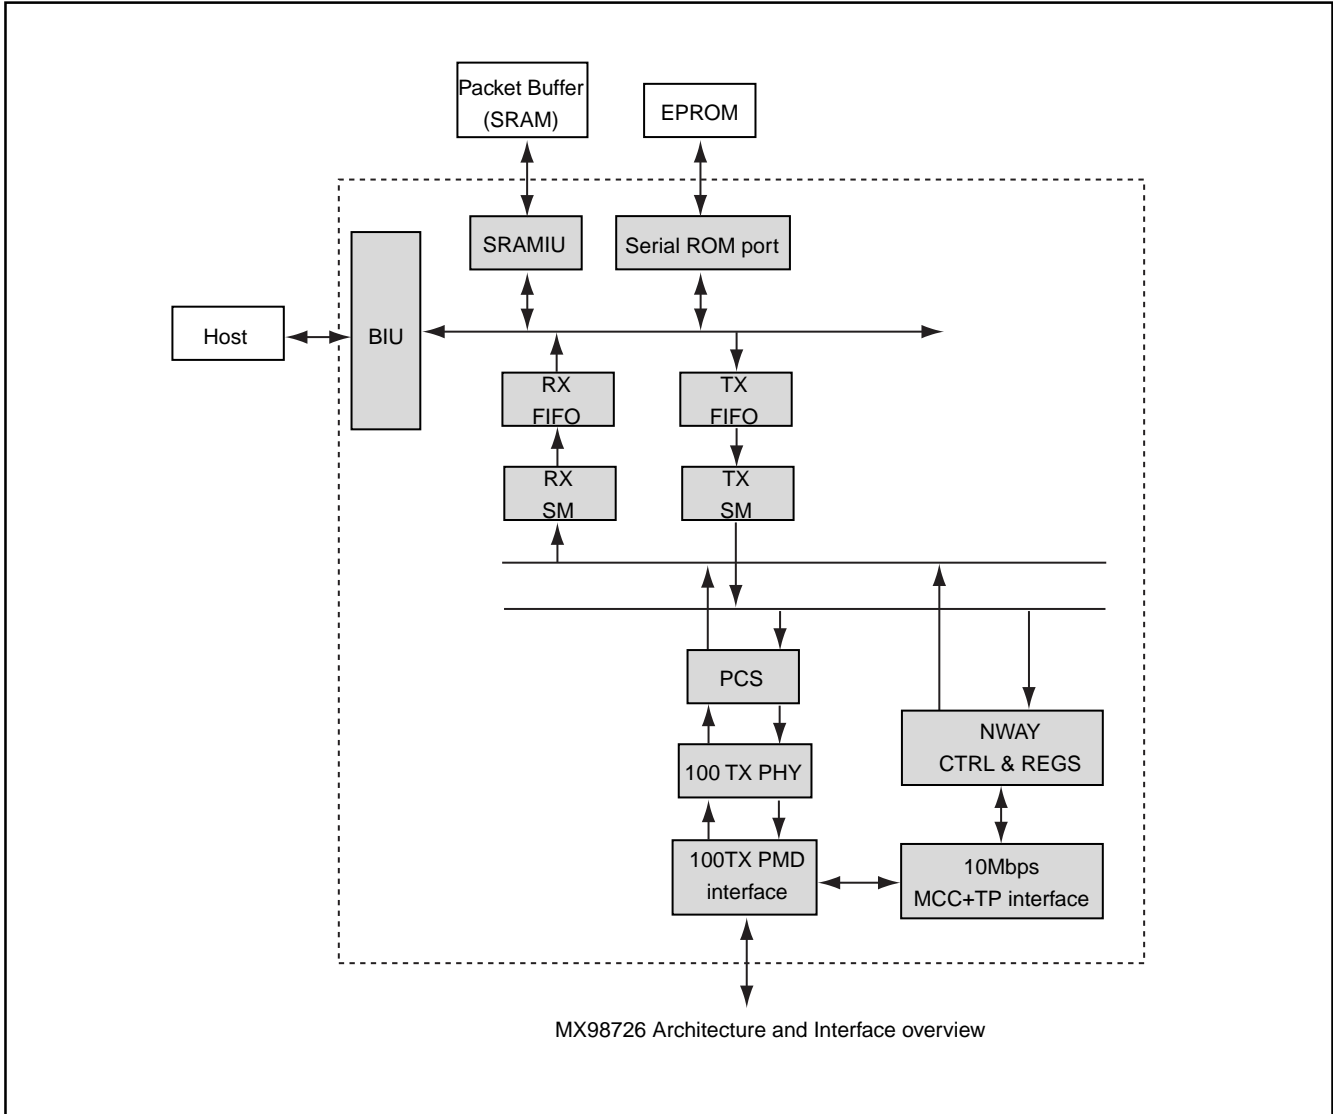 Packet Buffer
(SRAM)
EPROM
SRAMIU
Serial ROM port
Host
BIU
RX
FIFO
TX
FIFO
RX
SM
TX
SM
PCS
NWAY
CTRL & REGS
100 TX PHY
100TX PMD
interface
10Mbps
MCC+TP interface
MX98726 Architecture and Interface overview